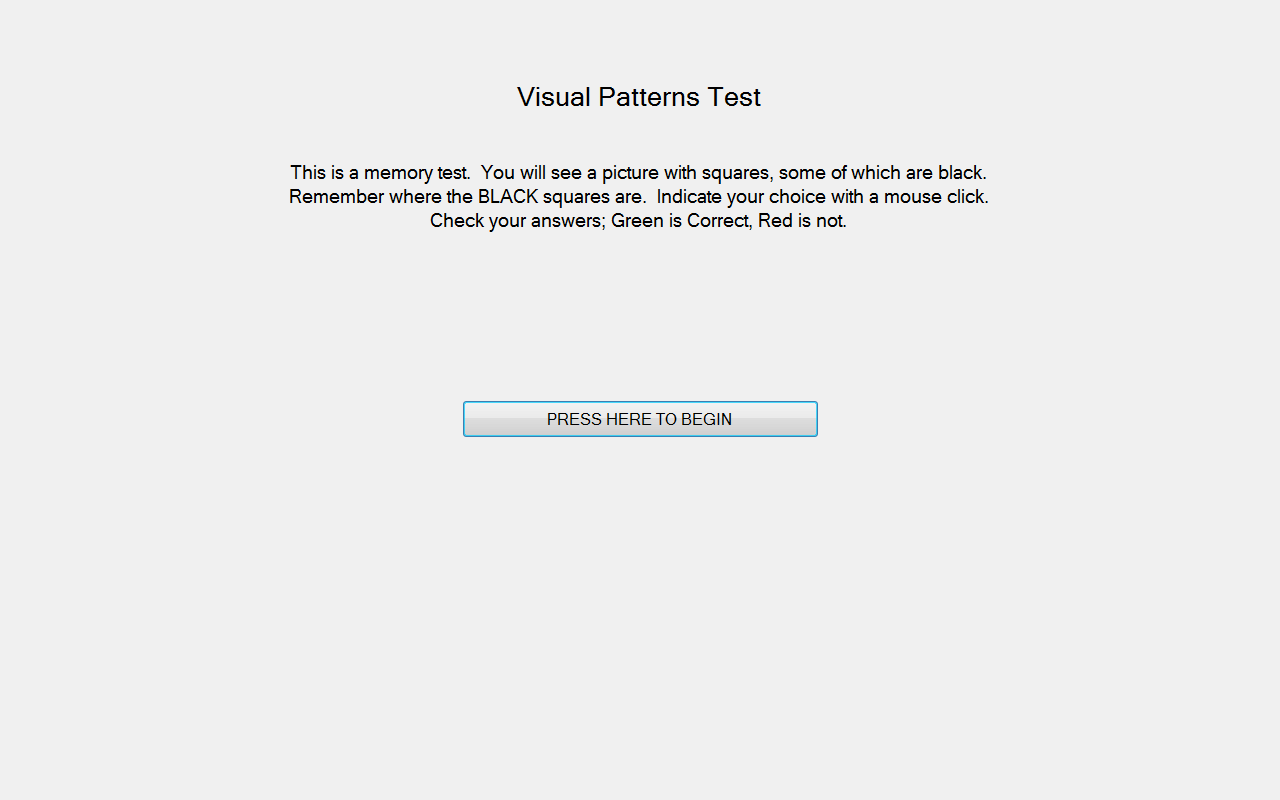 Visual Patterns Test
This is a memory test.  You will see a picture with squares, some of which are black.
Remember where the BLACK squares are.  Indicate your choice with a mouse click.
Check your answers; Green is Correct, Red is not.
PRESS HERE TO BEGIN